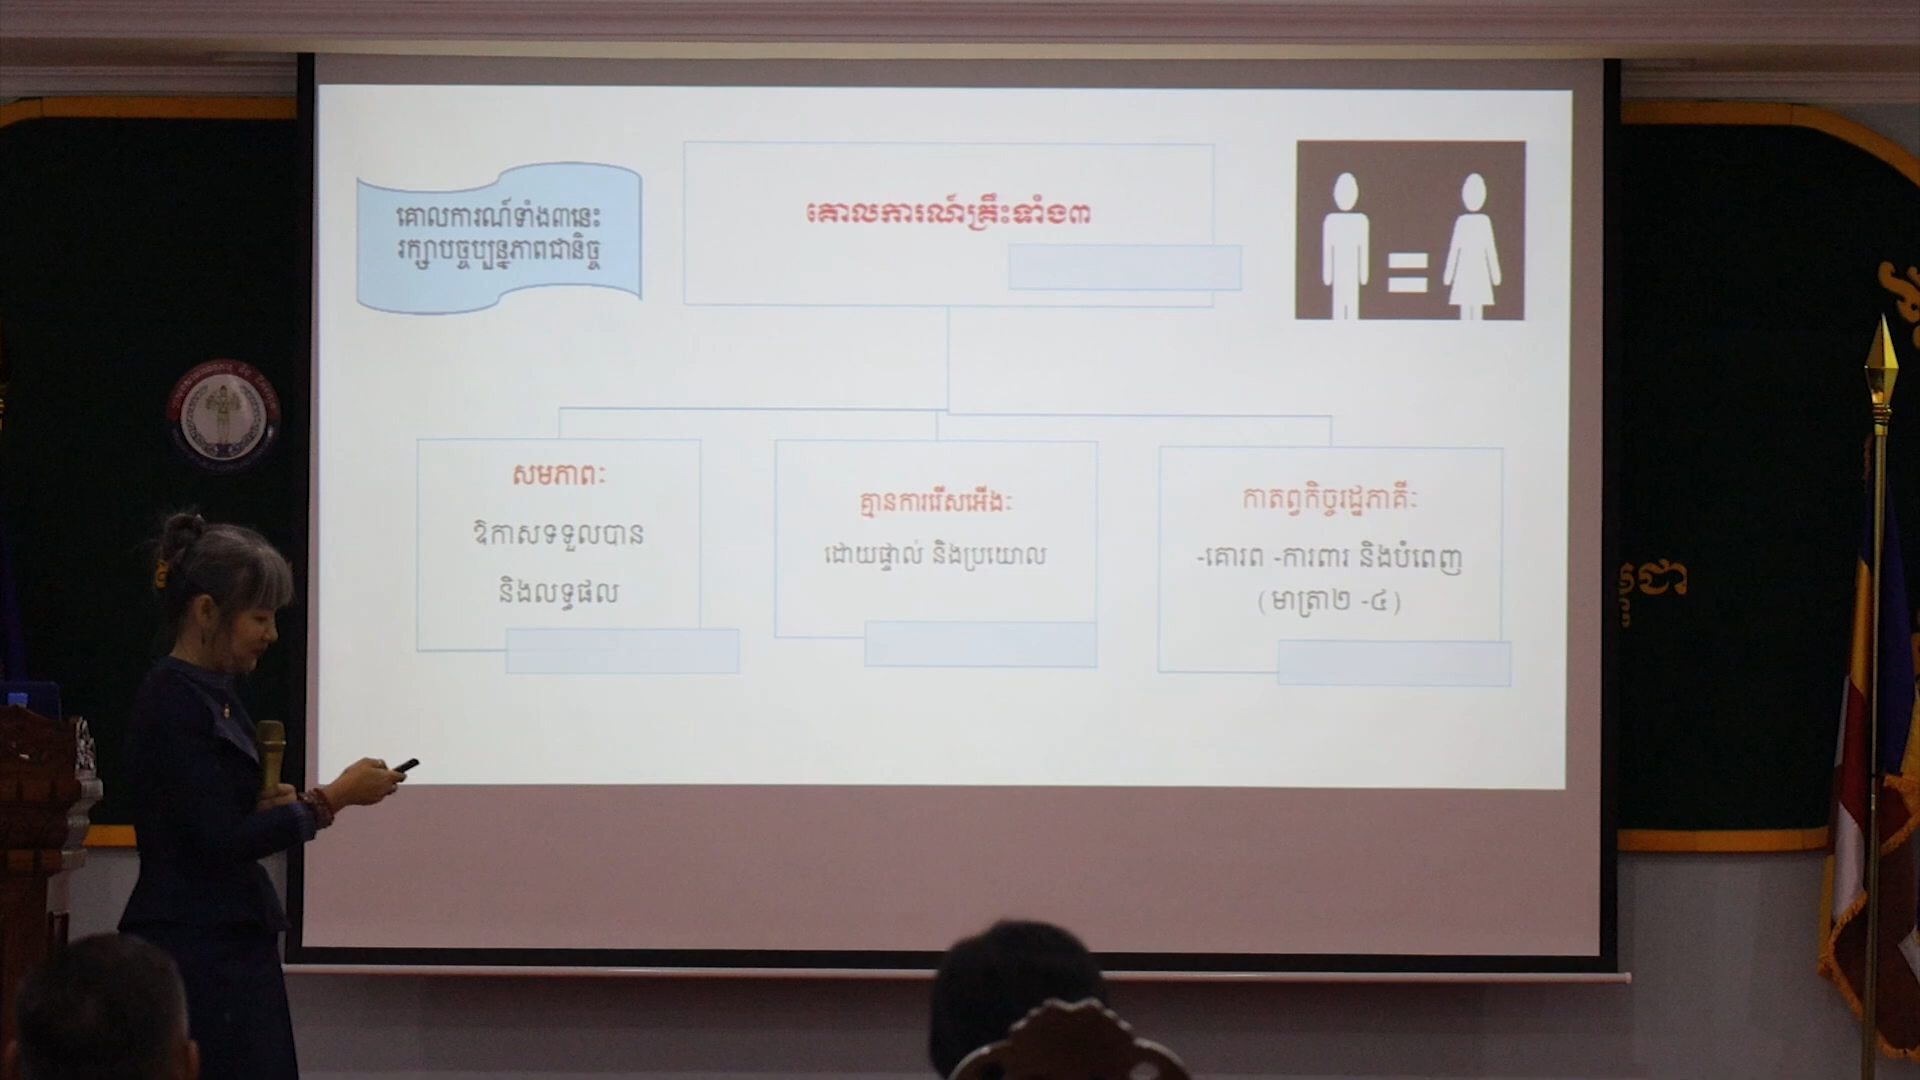 គោលការណ៍ទាំង៣នេះ
រក្សាបច្ចុប្បន្នភាពជានិច្ច
គោលការណ៍គ្រឹះទាំង៣
សមភាពៈ
ឱកាសទទួលបាន
និងលទ្ធផល
គ្មានការរើសអើងៈ
ដោយផ្ទាល់ និងប្រយោល
កាតព្វកិច្ចរដ្ឋភាគីៈ
-គោរព -ការពារ និងបំពេញ
(មាត្រា២ -៤)